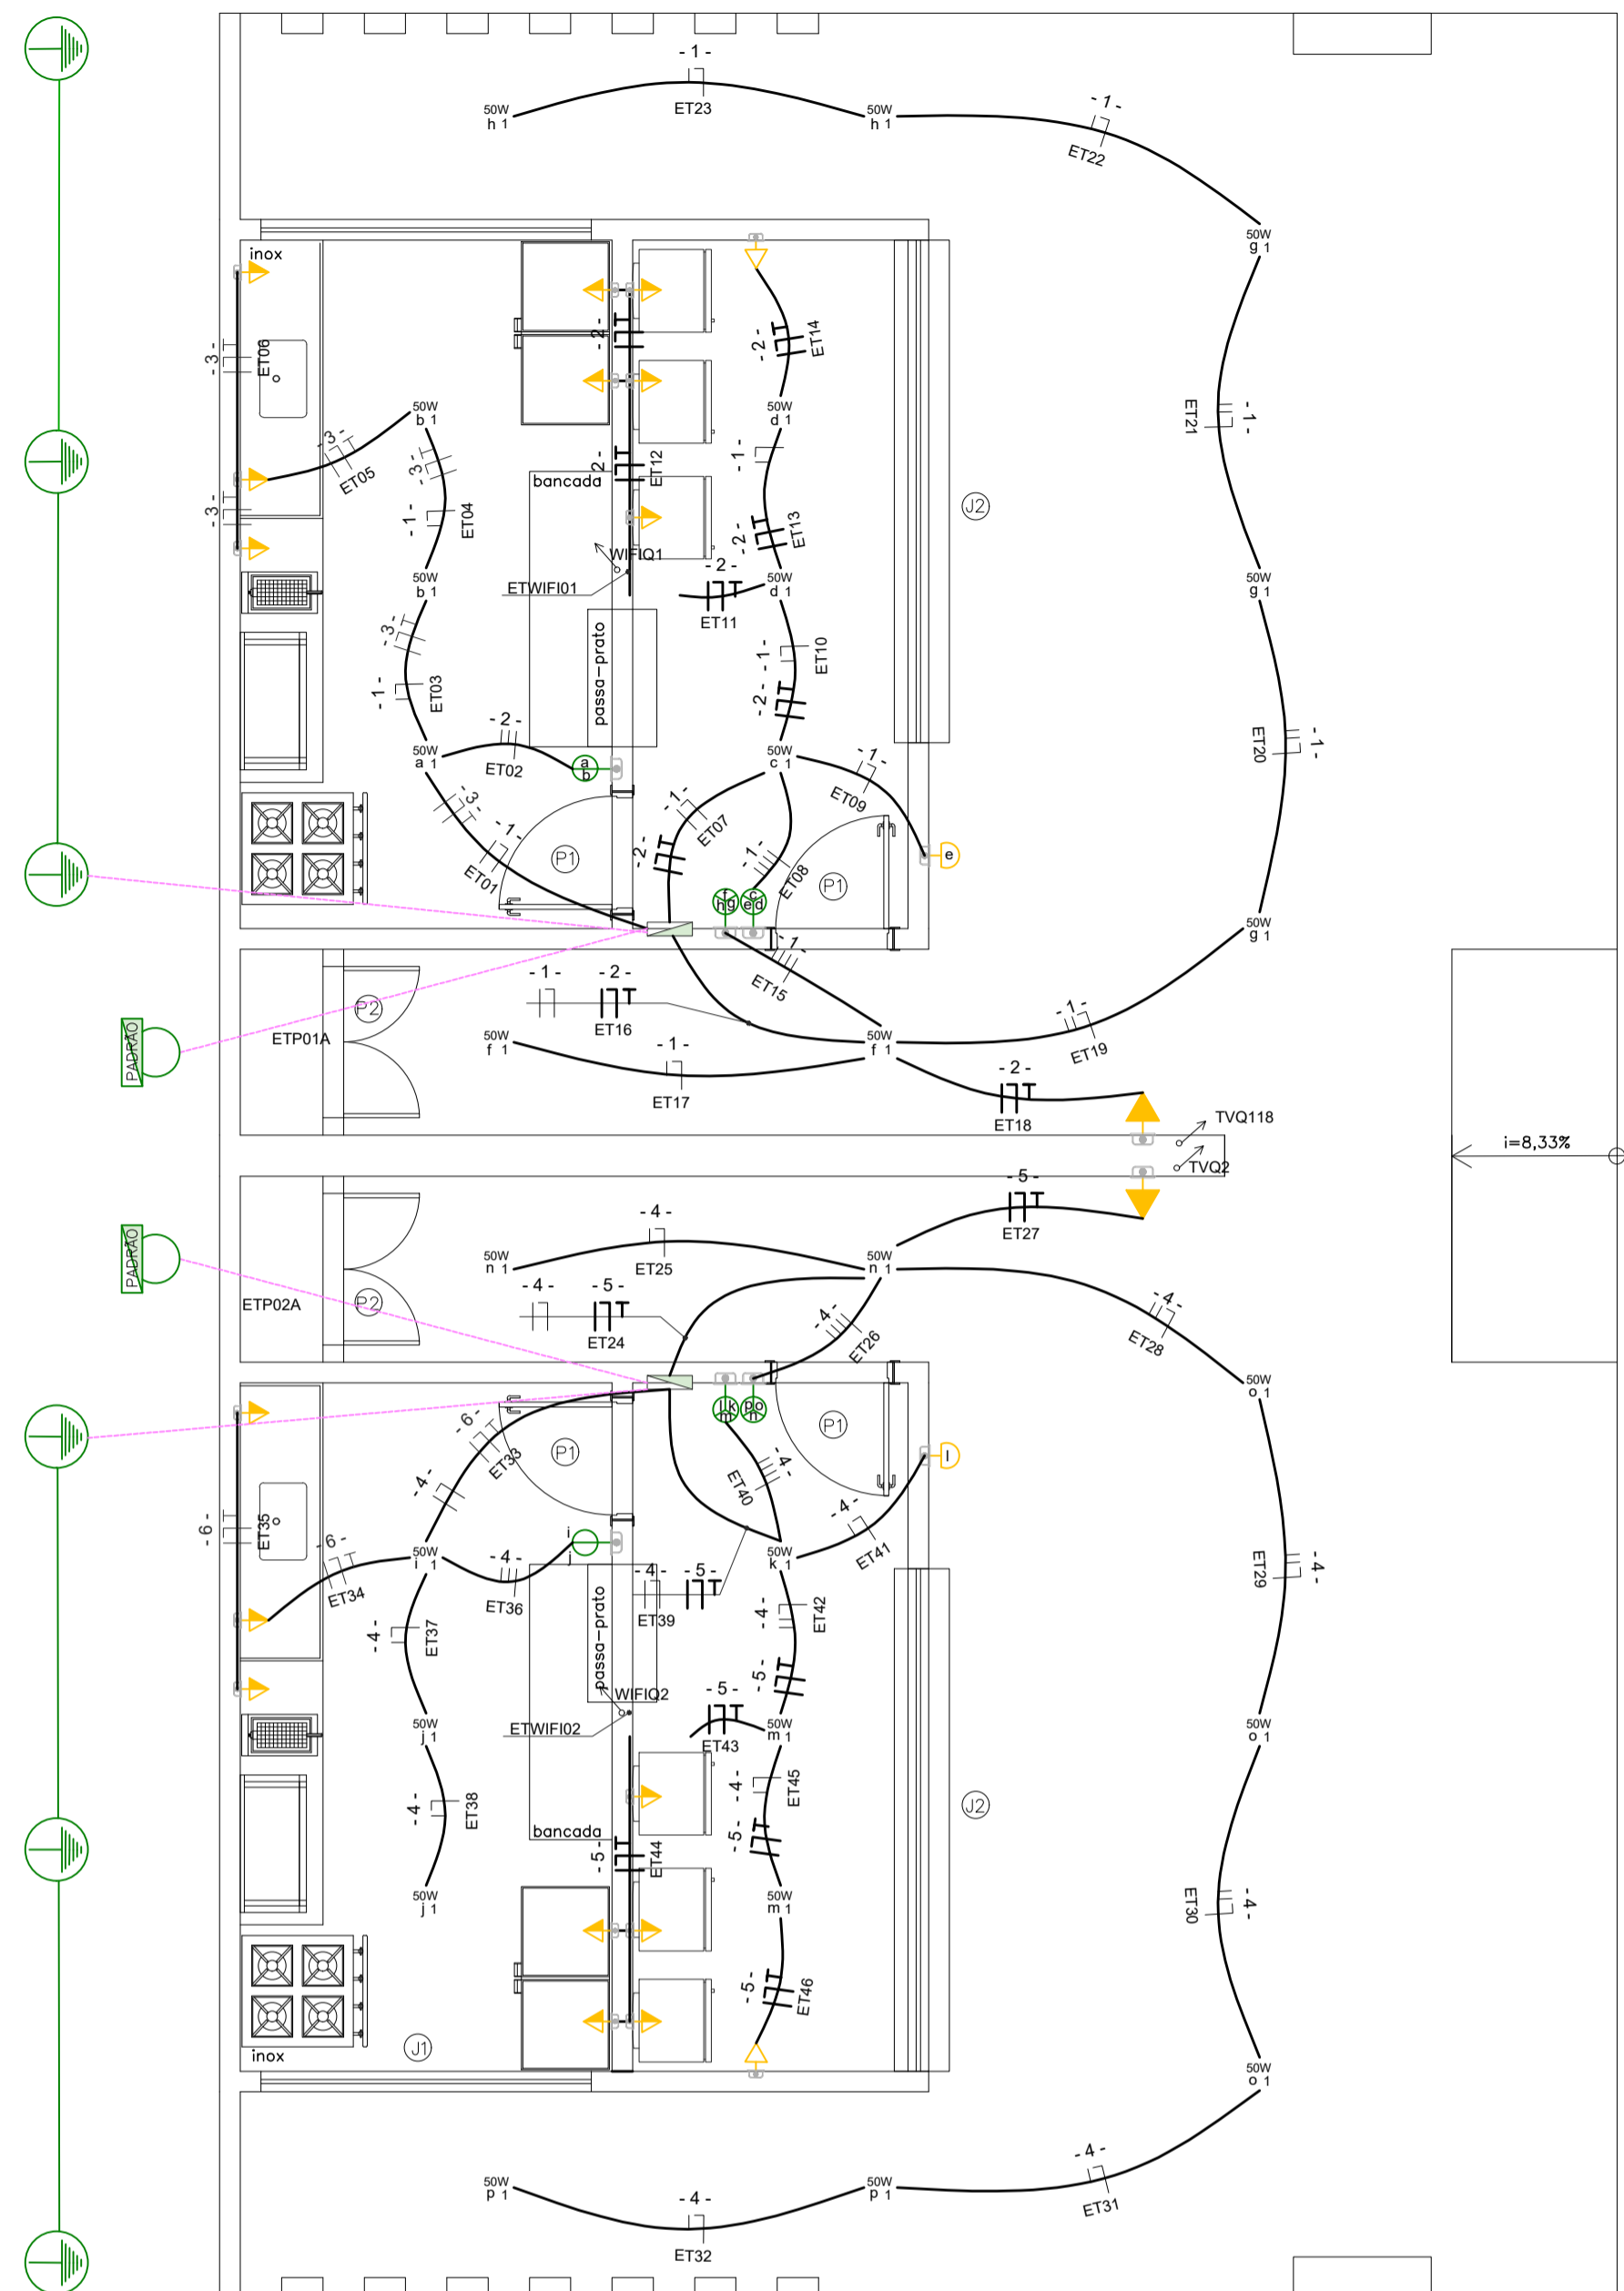 - 1 -
ET23
50W
h 1
50W
h 1
- 1 -
ET22
50W
g 1
inox
- 3 -
ET06
- 2 -
- 2 -
ET14
50W
b 1
50W
d 1
ET21
- 1 -
- 3 -
ET05
- 3 -
- 1 -
ET04
- 1 -
2 -
ET12
bancada
- 3 -
J2
- 2 -
ET13
WIFIQ1
ETWIFI01
- 2 -
ET11
50W
b 1
50W
d 1
50W
g 1
- 3 -
- 1 -
ET03
passa-prato
- 1 -
ET10
- 2 -
- 2 -
ET02
50W
a 1
a
b
50W
c 1
- 1 -
ET09
ET20
- 1 -
- 3 -
- 1 -
ET01
P1
- 1 -
ET07
- 2 -
- 1 -
ET08
P1
e
f
h g
c
e d
50W
g 1
- 1 -
ET15
- 1 -
- 2 -
ET16
P2
ETP01A
PADRÃO
50W
f 1
50W
f 1
- 1 -
ET19
- 1 -
ET17
- 2 -
ET18
TVQ118
TVQ2
i=8,33%
- 5 -
ET27
- 4 -
ET25
50W
n 1
50W
n 1
PADRÃO
ETP02A
P2
- 4 -
- 5 -
ET24
- 4 -
ET26
- 4 -
ET28
50W
o 1
l k
m
p o
n
P1
P1
l
- 6 -
ET33
- 4 -
- 4 -
ET40
- 4 -
ET41
- 6 -
ET35
- 6 -
ET34
50W
i 1
i
j
- 4 -
ET36
50W
k 1
ET29
- 4 -
- 4 -
- 5 -
ET39
passa-prato
- 4 -
ET42
- 4 -
ET37
- 5 -
WIFIQ2
ETWIFI02
- 5 -
ET43
50W
j 1
50W
m 1
50W
o 1
- 4 -
ET38
- 4 -
ET45
J2
bancada
- 5 -
ET44
- 5 -
50W
j 1
50W
m 1
ET30
- 4 -
- 5 -
ET46
J1
inox
50W
o 1
- 4 -
ET31
50W
p 1
50W
p 1
- 4 -
ET32